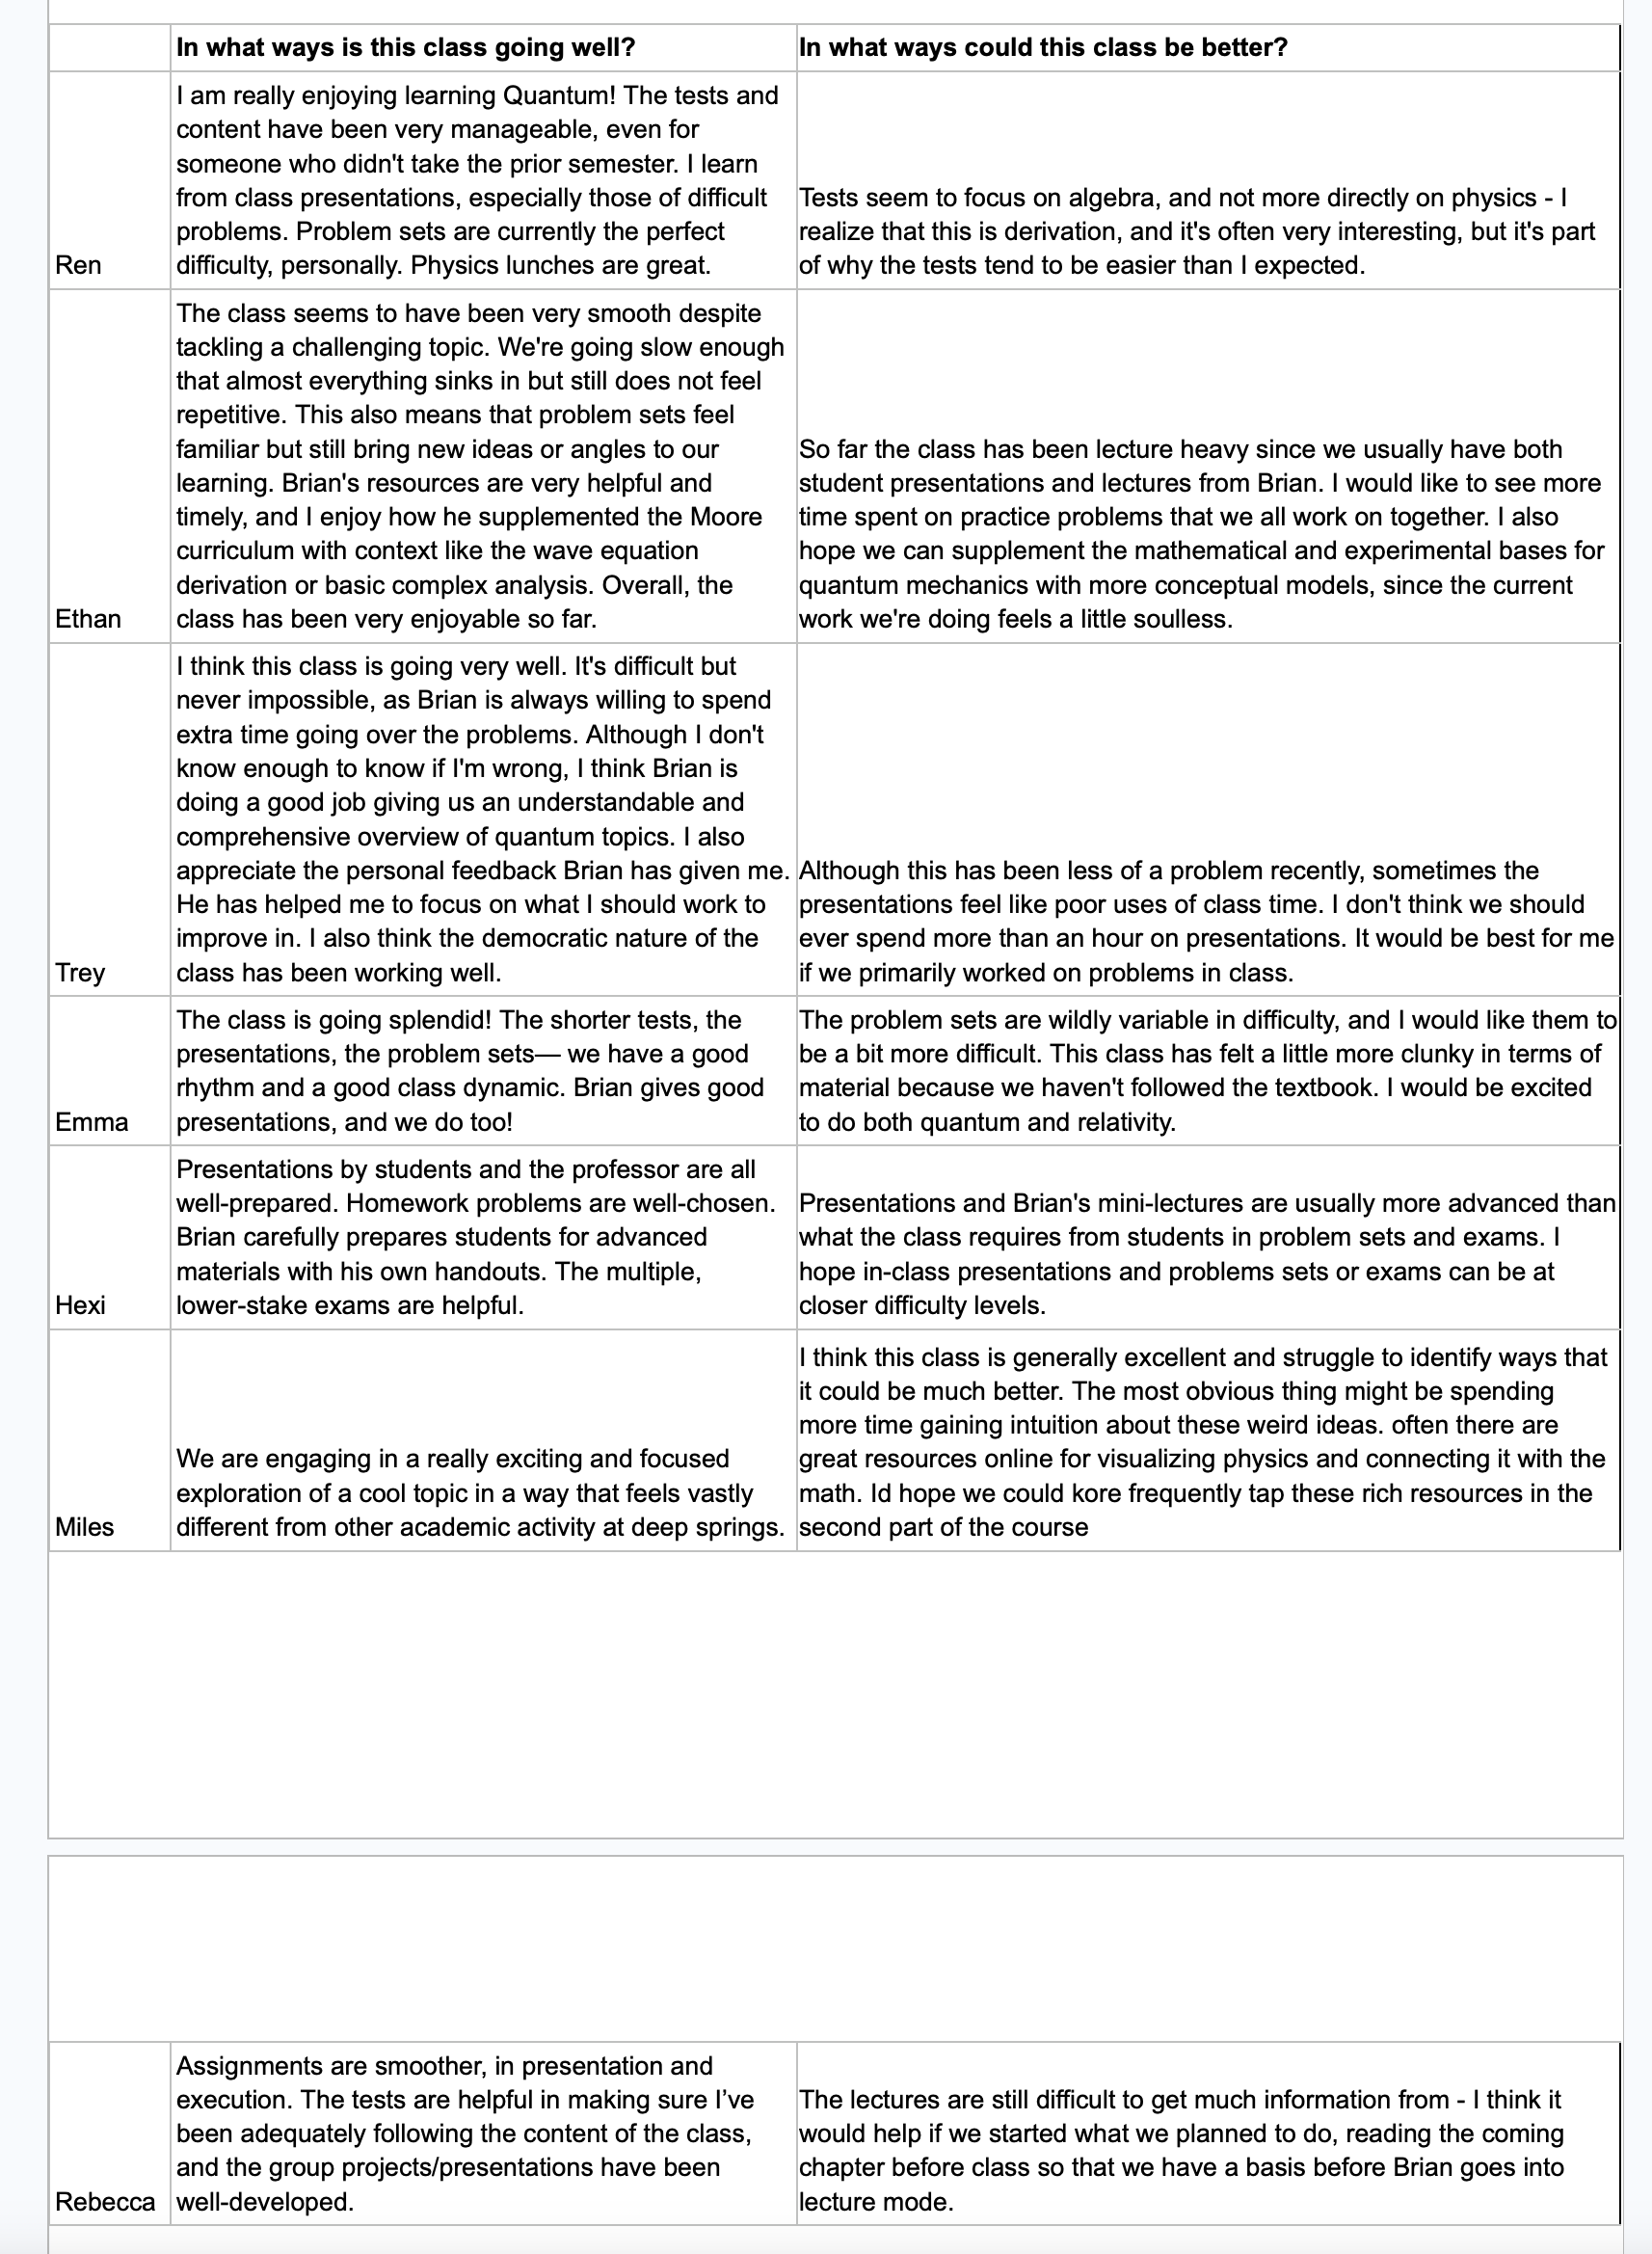 In what ways is this class going well?
In what ways could this class be better?
Ren
I am really enjoying learning Quantum! The tests and
content have been very manageable, even for
someone who didn't take the prior semester. I learn
from class presentations, especially those of difficult
problems. Problem sets are currently the perfect
difficulty, personally. Physics lunches are great.
Tests seem to focus on algebra, and not more directly on physics - I
realize that this is derivation, and it's often very interesting, but it's part
of why the tests tend to be easier than I expected.
Ethan
The class seems to have been very smooth despite
tackling a challenging topic. We're going slow enough
that almost everything sinks in but still does not feel
repetitive. This also means that problem sets feel
familiar but still bring new ideas or angles to our
learning. Brian's resources are very helpful and
timely, and I enjoy how he supplemented the Moore
curriculum with context like the wave equation
derivation or basic complex analysis. Overall, the
class has been very enjoyable so far.
So far the class has been lecture heavy since we usually have both
student presentations and lectures from Brian. I would like to see more
time spent on practice problems that we all work on together. I also
hope we can supplement the mathematical and experimental bases for
quantum mechanics with more conceptual models, since the current
work we're doing feels a little soulless.
Trey
I think this class is going very well. It's difficult but
never impossible, as Brian is always willing to spend
extra time going over the problems. Although I don't
know enough to know if I'm wrong, I think Brian is
doing a good job giving us an understandable and
comprehensive overview of quantum topics. I also
appreciate the personal feedback Brian has given me.
He has helped me to focus on what I should work to
improve in. I also think the democratic nature of the
class has been working well.
Although this has been less of a problem recently, sometimes the
presentations feel like poor uses of class time. I don't think we should
ever spend more than an hour on presentations. It would be best for me
if we primarily worked on problems in class.
Emma
The class is going splendid! The shorter tests, the
presentations, the problem sets— we have a good
rhythm and a good class dynamic. Brian gives good
presentations, and we do too!
The problem sets are wildly variable in difficulty, and I would like them to
be a bit more difficult. This class has felt a little more clunky in terms of
material because we haven't followed the textbook. I would be excited
to do both quantum and relativity.
Hexi
Presentations by students and the professor are all
well-prepared. Homework problems are well-chosen.
Brian carefully prepares students for advanced
materials with his own handouts. The multiple,
lower-stake exams are helpful.
Presentations and Brian's mini-lectures are usually more advanced than
what the class requires from students in problem sets and exams. I
hope in-class presentations and problems sets or exams can be at
closer difficulty levels.
Miles
We are engaging in a really exciting and focused
exploration of a cool topic in a way that feels vastly
different from other academic activity at deep springs.
I think this class is generally excellent and struggle to identify ways that
it could be much better. The most obvious thing might be spending
more time gaining intuition about these weird ideas. often there are
great resources online for visualizing physics and connecting it with the
math. Id hope we could kore frequently tap these rich resources in the
second part of the course
Rebecca
Assignments are smoother, in presentation and
execution. The tests are helpful in making sure I’ve
been adequately following the content of the class,
and the group projects/presentations have been
well-developed.
The lectures are still difficult to get much information from - I think it
would help if we started what we planned to do, reading the coming
chapter before class so that we have a basis before Brian goes into
lecture mode.